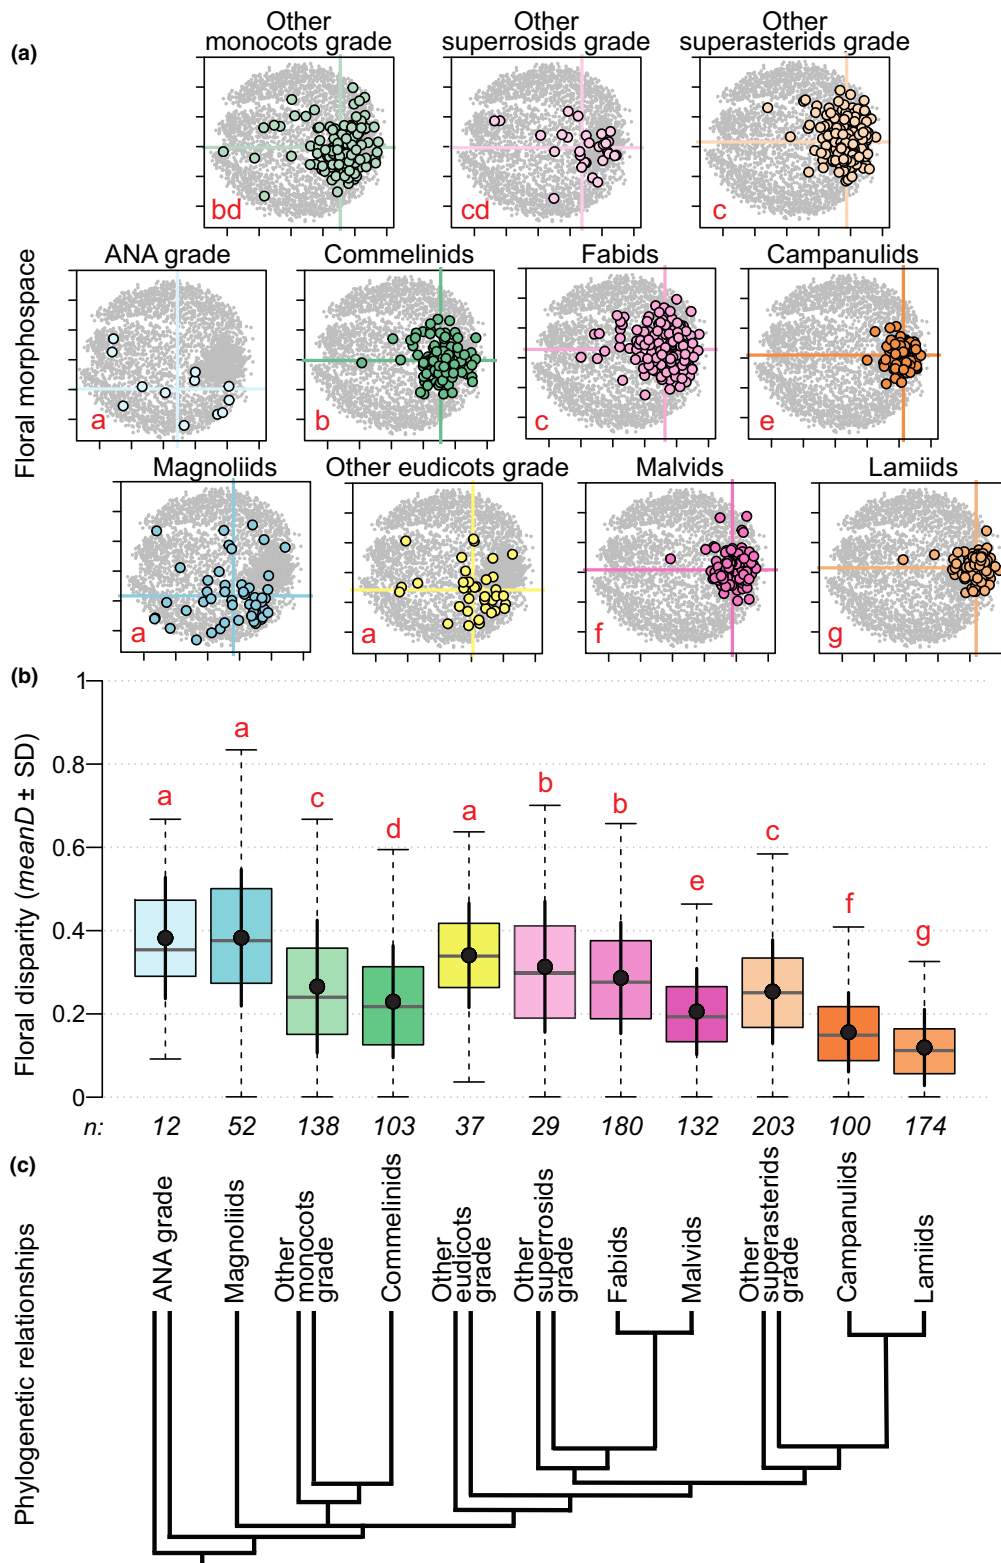 (a)
Other
monocots grade
Other
superrosids grade
Other
superasterids grade
bd
cd
c
Floral morphospace
ANA grade
Commelinids
Fabids
Campanulids
a
b
c
e
Magnoliids
Other eudicots grade
Malvids
Lamiids
a
a
f
g
(b)
Floral disparity (meanD ± SD)
1
0.8
0.6
0.4
0.2
0
a
a
c
d
a
b
b
e
c
f
g
n: 12 52 138 103 37 29 180 132 203 100 174
(c)
Phylogenetic relationships
ANA grade
Magnoliids
Other
monocots
grade
Commelinids
Other
eudicots
grade
Other
superrosids
grade
Fabids
Malvids
Other
superasterids
grade
Campanulids
Lamiids